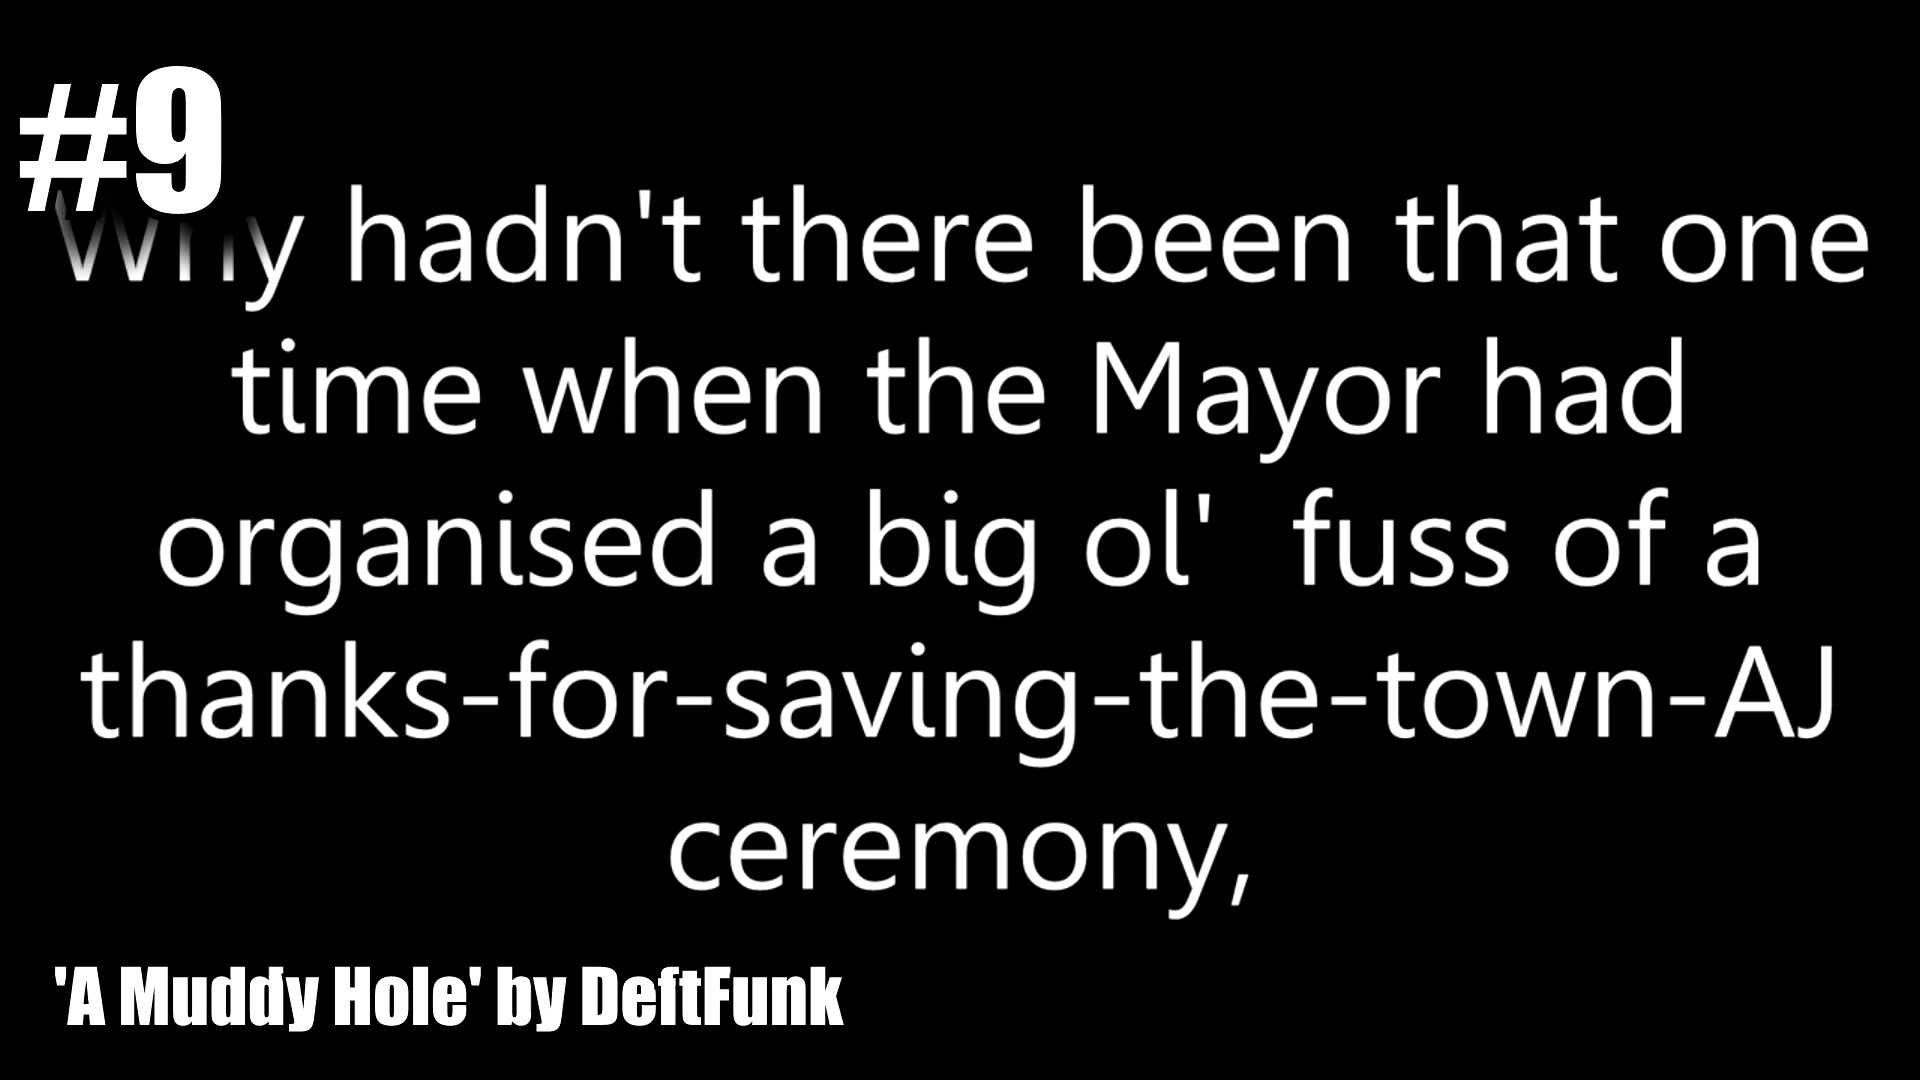 #9
Why hadn't there been that one
time when the Mayor had
organised a big ol'  fuss of a
thanks-for-saving-the-town-AJ
ceremony,
'A Muddy Hole' by DeftFunk